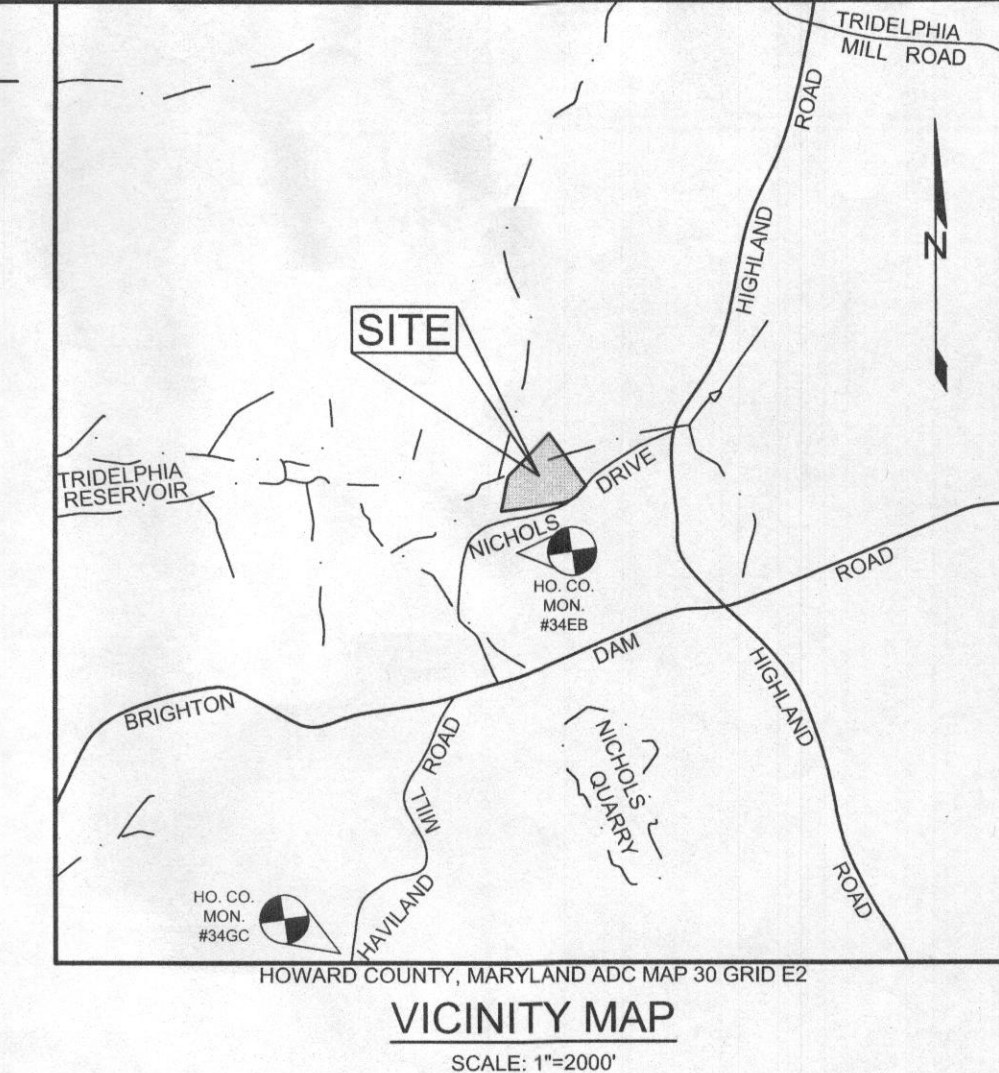 TRIDELPHIA
MILL ROAD
HIGHLAND ROAD
N
SITE
TRIDELPHIA
RESERVOIR
NICHOLS DRIVE
HO. CO.
MON.
#34EB
BRIGHTON DAM ROAD
HIGHLAND ROAD
NICHOLS
QUARRY
HAVILAND MILL ROAD
HO. CO.
MON.
#34GC
HOWARD COUNTY, MARYLAND ADC MAP 30 GRID E2
VICINITY MAP
SCALE: 1"=2000'